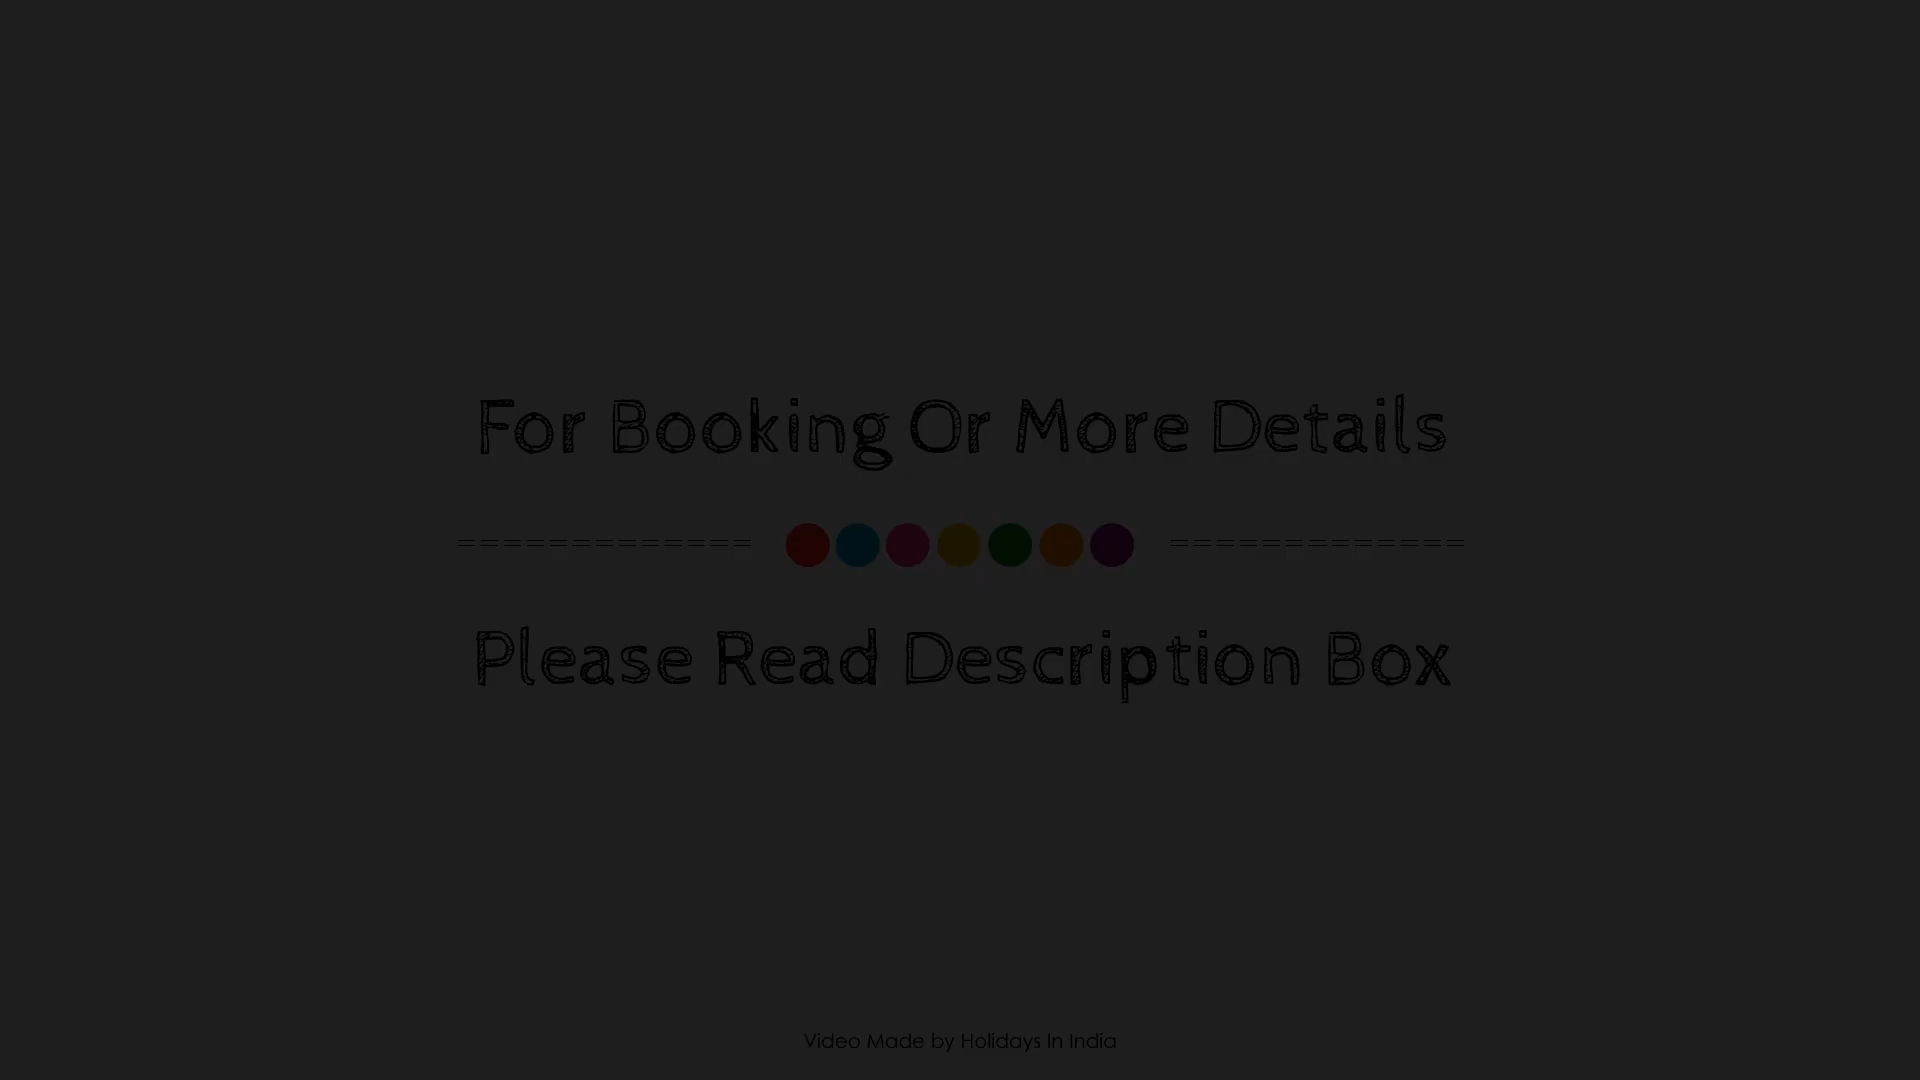 For Booking Or More Details
============= =============
Please Read Description Box
Video Made by Holidays In India